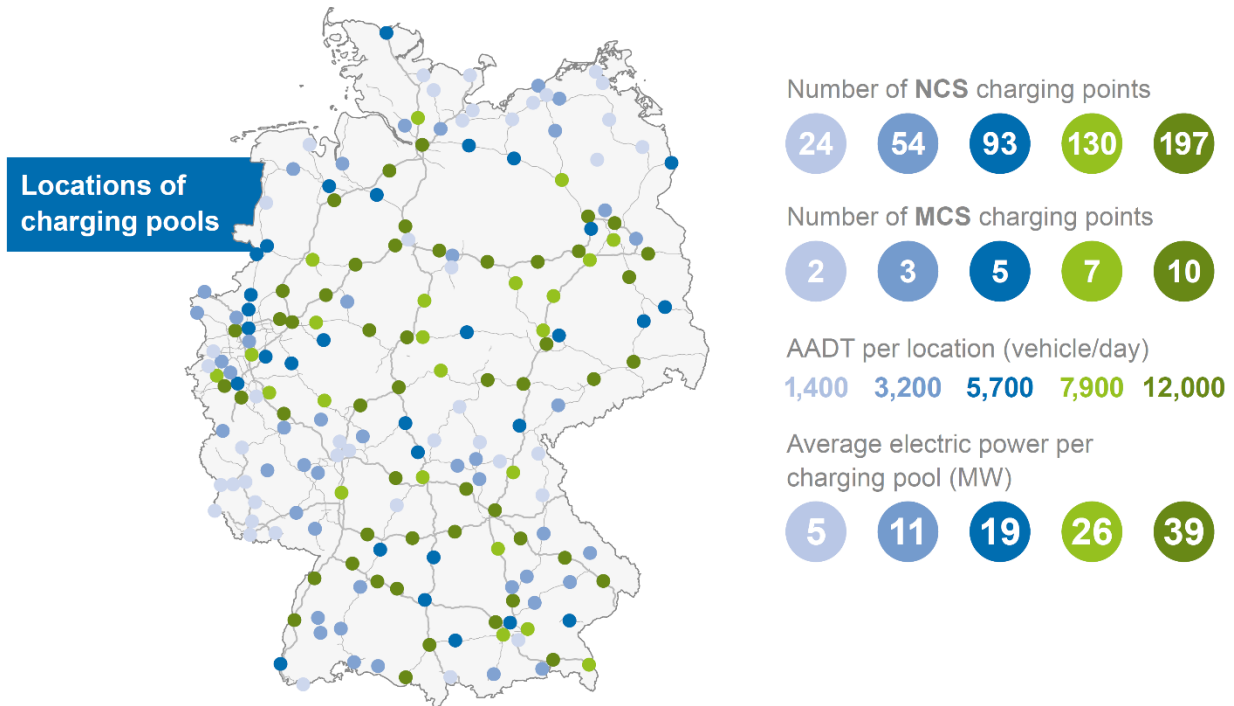 Locations of
charging pools
Number of NCS charging points
24 54 93 130 197
Number of MCS charging points
2 3 5 7 10
AADT per location (vehicle/day)
1,400 3,200 5,700 7,900 12,000
Average electric power per
charging pool (MW)
5 11 19 26 39